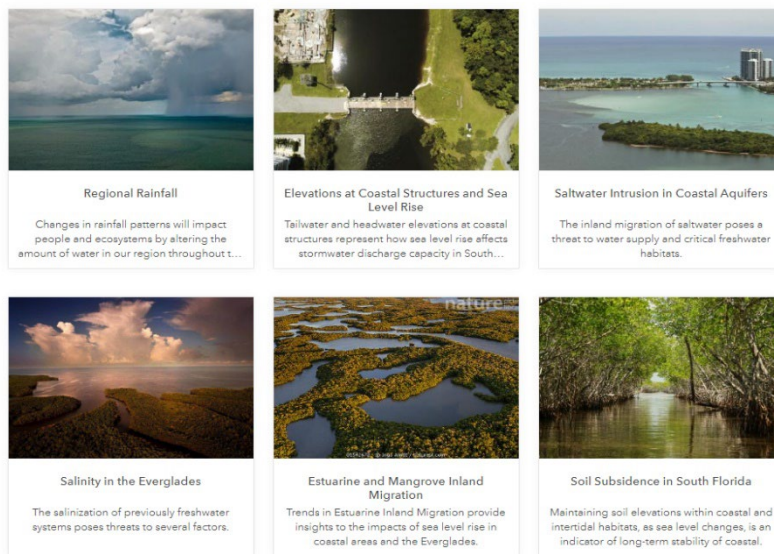 Regional Rainfall
Changes in rainfall patterns will impact
people and ecosystems by altering the
amount of water in our region throughout t...
Elevations at Coastal Structures and Sea
Level Rise
Tailwater and headwater elevations at coastal
structures represent how sea level rise affects
stormwater discharge capacity in South...
Saltwater Intrusion in Coastal Aquifers
The inland migration of saltwater poses a
threat to water supply and critical freshwater
habitats.
nature
Salinity in the Everglades
The salinization of previously freshwater
systems poses threats to several factors.
Estuarine and Mangrove Inland
Migration
Trends in Estuarine Inland Migration provide
insights to the impacts of sea level rise in
coastal areas and the Everglades.
Soil Subsidence in South Florida
Maintaining soil elevations within coastal and
intertidal habitats, as sea level changes, is an
indicator of long-term stability of coastal.